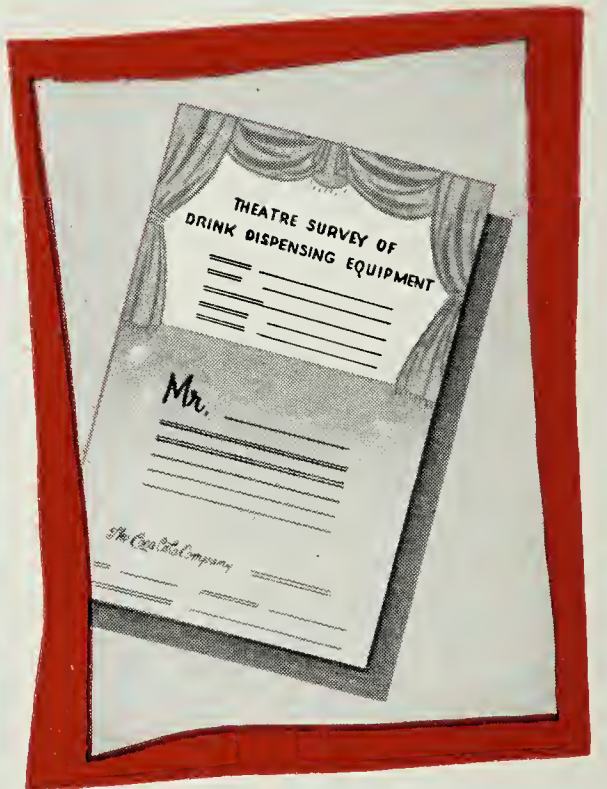 THEATRE SURVEY OF
DRINK DISPENSING EQUIPMENT
Mr.
The Coca-Cola Company